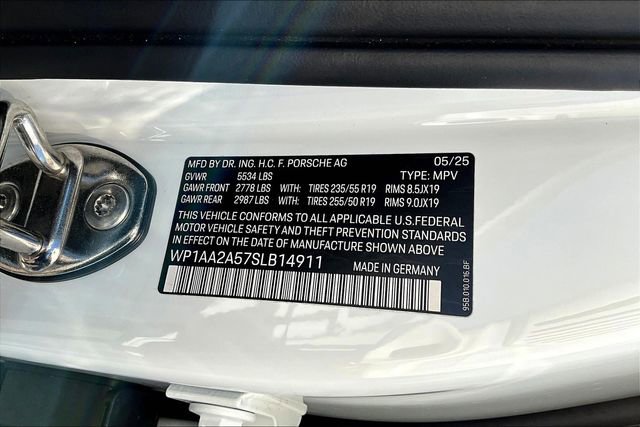 MFD BY DR. ING. H.C. F. PORSCHE AG 05/25
GVWR 5534 LBS TYPE: MPV
GAWR FRONT 2778 LBS WITH: TIRES 235/55 R19 RIMS 8.5JX19
GAWR REAR 2987 LBS WITH: TIRES 255/50 R19 RIMS 9.0JX19
THIS VEHICLE CONFORMS TO ALL APPLICABLE U.S.FEDERAL
MOTOR VEHICLE SAFETY AND THEFT PREVENTION STANDARDS
IN EFFECT ON THE DATE OF MANUFACTURE SHOWN ABOVE
WP1AA2A57SLB14911 MADE IN GERMANY
95B.010.016.BF